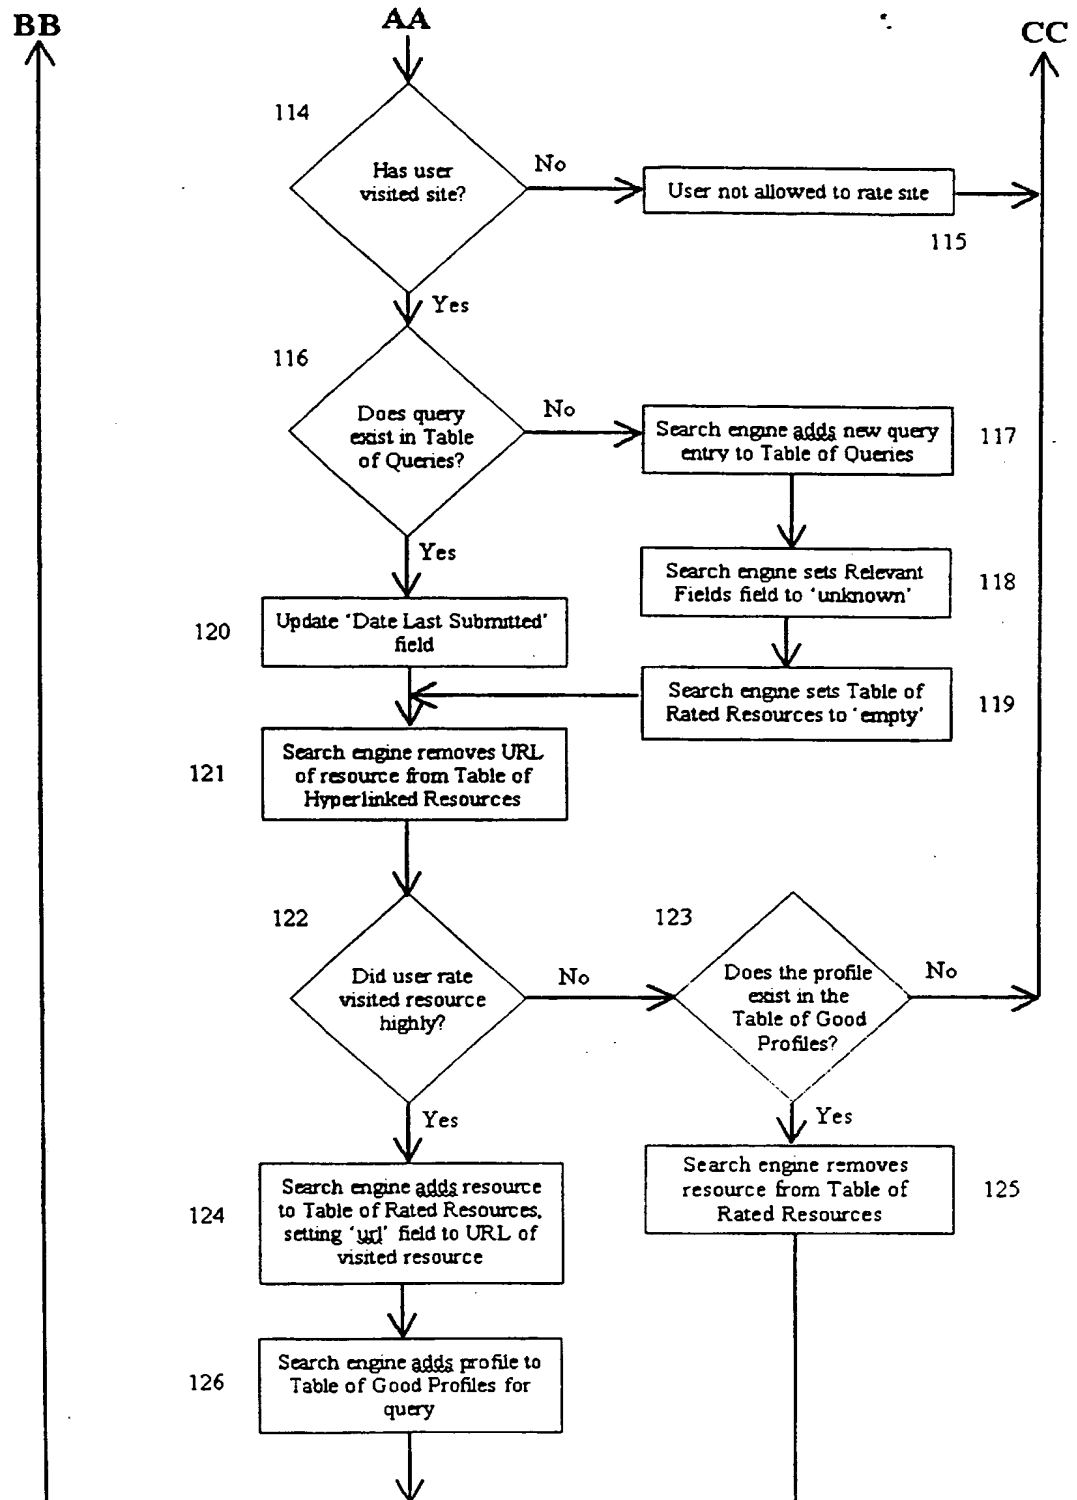 BB
AA
CC
114
Has user
visited site?
No
User not allowed to rate site
115
Yes
116
Does query
exist in Table
of Queries?
No
Search engine adds new query
entry to Table of Queries
117
Yes
Search engine sets Relevant
Fields field to 'unknown'
118
120
Update 'Date Last Submitted'
field
Search engine sets Table of
Rated Resources to 'empty'
119
121
Search engine removes URL
of resource from Table of
Hyperlinked Resources
122
Did user rate
visited resource
highly?
No
123
Does the profile
exist in the
Table of Good
Profiles?
No
Yes
Yes
124
Search engine adds resource
to Table of Rated Resources,
setting 'url' field to URL of
visited resource
Search engine removes
resource from Table of
Rated Resources
125
126
Search engine adds profile to
Table of Good Profiles for
query